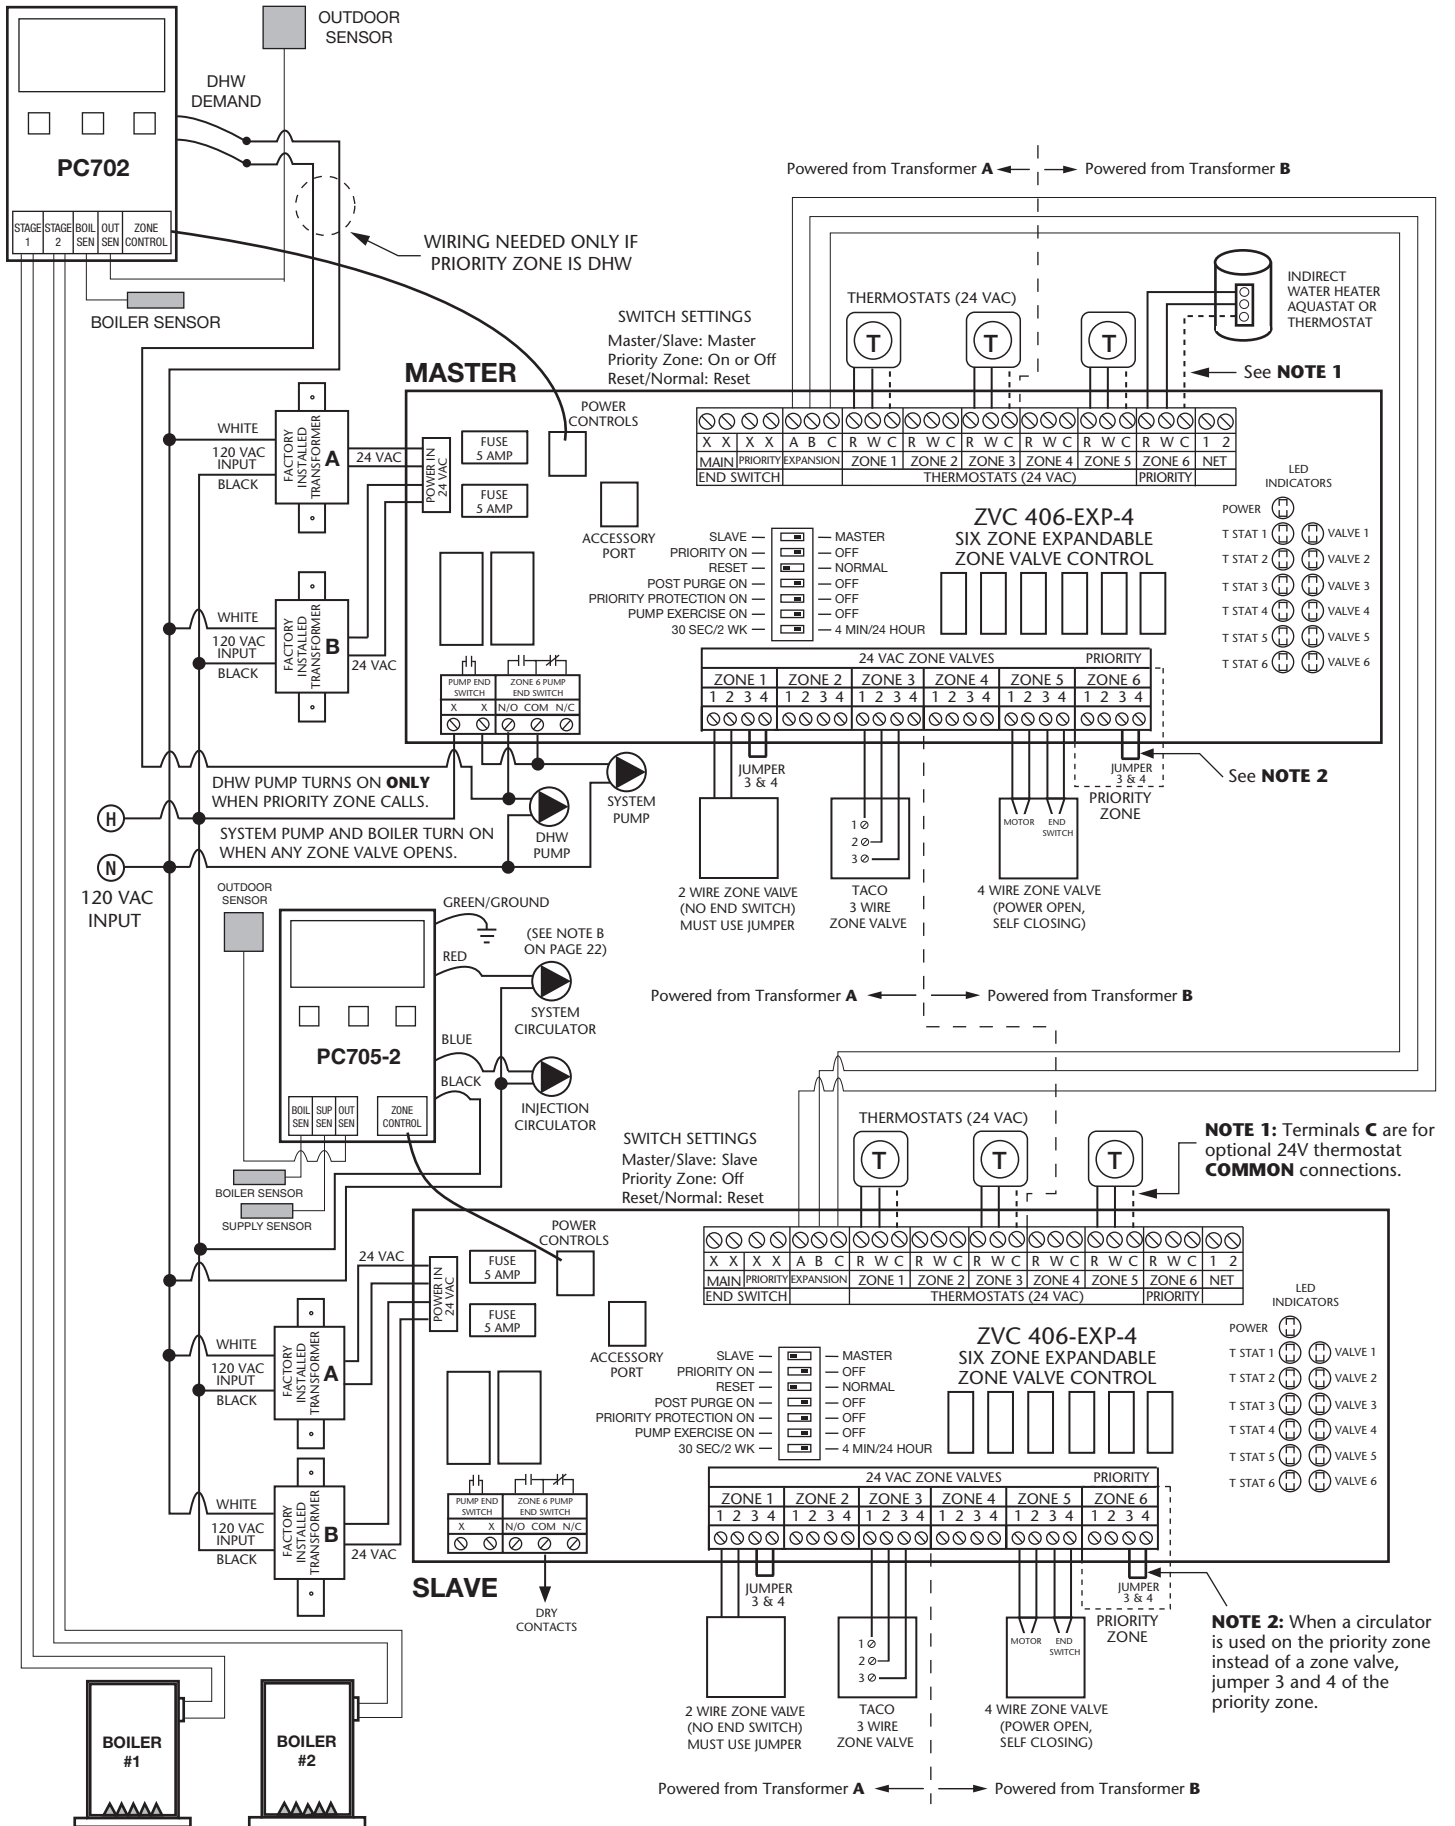 OUTDOOR
SENSOR
DHW
DEMAND
PC702
STAGE 1
STAGE 2
BOIL SEN
OUT SEN
ZONE CONTROL
BOILER SENSOR
WIRING NEEDED ONLY IF
PRIORITY ZONE IS DHW
Powered from Transformer A
Powered from Transformer B
INDIRECT
WATER HEATER
AQUASTAT OR
THERMOSTAT
See NOTE 1
THERMOSTATS (24 VAC)
T T T
SWITCH SETTINGS
Master/Slave: Master
Priority Zone: On or Off
Reset/Normal: Reset
MASTER
WHITE
120 VAC
INPUT
BLACK
FACTORY
INSTALLED
TRANSFORMER
A
24 VAC
POWER IN
24 VAC
FUSE
5 AMP
FUSE
5 AMP
POWER
CONTROLS
ACCESSORY
PORT
X X X X A B C R W C R W C R W C R W C R W C R W C 1 2
MAIN PRIORITY EXPANSION ZONE 1 ZONE 2 ZONE 3 ZONE 4 ZONE 5 ZONE 6 NET
END SWITCH THERMOSTATS (24 VAC) PRIORITY
LED
INDICATORS
POWER
T STAT 1 VALVE 1
T STAT 2 VALVE 2
T STAT 3 VALVE 3
T STAT 4 VALVE 4
T STAT 5 VALVE 5
T STAT 6 VALVE 6
ZVC 406-EXP-4
SIX ZONE EXPANDABLE
ZONE VALVE CONTROL
SLAVE MASTER
PRIORITY ON OFF
RESET NORMAL
POST PURGE ON OFF
PRIORITY PROTECTION ON OFF
PUMP EXERCISE ON OFF
30 SEC/2 WK 4 MIN/24 HOUR
WHITE
120 VAC
INPUT
BLACK
FACTORY
INSTALLED
TRANSFORMER
B
24 VAC
PUMP END
SWITCH
X X
ZONE 6 PUMP
END SWITCH
N/O COM N/C
24 VAC ZONE VALVES PRIORITY
ZONE 1 ZONE 2 ZONE 3 ZONE 4 ZONE 5 ZONE 6
1 2 3 4 1 2 3 4 1 2 3 4 1 2 3 4 1 2 3 4 1 2 3 4
JUMPER
3 & 4
JUMPER
3 & 4
PRIORITY
ZONE
See NOTE 2
DHW PUMP TURNS ON ONLY
WHEN PRIORITY ZONE CALLS.
SYSTEM PUMP AND BOILER TURN ON
WHEN ANY ZONE VALVE OPENS.
SYSTEM
PUMP
DHW
PUMP
H
N
120 VAC
INPUT
1
2
3
MOTOR
END
SWITCH
2 WIRE ZONE VALVE
(NO END SWITCH)
MUST USE JUMPER
TACO
3 WIRE
ZONE VALVE
4 WIRE ZONE VALVE
(POWER OPEN,
SELF CLOSING)
Powered from Transformer A
Powered from Transformer B
OUTDOOR
SENSOR
GREEN/GROUND
(SEE NOTE B
ON PAGE 22)
RED
SYSTEM
CIRCULATOR
PC705-2
BLUE
BLACK
INJECTION
CIRCULATOR
BOIL SEN
SUP SEN
OUT SEN
ZONE CONTROL
BOILER SENSOR
SUPPLY SENSOR
THERMOSTATS (24 VAC)
T T T
NOTE 1: Terminals C are for
optional 24V thermostat
COMMON connections.
SWITCH SETTINGS
Master/Slave: Slave
Priority Zone: Off
Reset/Normal: Reset
24 VAC
POWER IN
24 VAC
FUSE
5 AMP
FUSE
5 AMP
POWER
CONTROLS
ACCESSORY
PORT
X X X X A B C R W C R W C R W C R W C R W C R W C 1 2
MAIN PRIORITY EXPANSION ZONE 1 ZONE 2 ZONE 3 ZONE 4 ZONE 5 ZONE 6 NET
END SWITCH THERMOSTATS (24 VAC) PRIORITY
LED
INDICATORS
POWER
T STAT 1 VALVE 1
T STAT 2 VALVE 2
T STAT 3 VALVE 3
T STAT 4 VALVE 4
T STAT 5 VALVE 5
T STAT 6 VALVE 6
ZVC 406-EXP-4
SIX ZONE EXPANDABLE
ZONE VALVE CONTROL
SLAVE MASTER
PRIORITY ON OFF
RESET NORMAL
POST PURGE ON OFF
PRIORITY PROTECTION ON OFF
PUMP EXERCISE ON OFF
30 SEC/2 WK 4 MIN/24 HOUR
WHITE
120 VAC
INPUT
BLACK
FACTORY
INSTALLED
TRANSFORMER
A
WHITE
120 VAC
INPUT
BLACK
FACTORY
INSTALLED
TRANSFORMER
B
24 VAC
PUMP END
SWITCH
X X
ZONE 6 PUMP
END SWITCH
N/O COM N/C
SLAVE
DRY
CONTACTS
24 VAC ZONE VALVES PRIORITY
ZONE 1 ZONE 2 ZONE 3 ZONE 4 ZONE 5 ZONE 6
1 2 3 4 1 2 3 4 1 2 3 4 1 2 3 4 1 2 3 4 1 2 3 4
JUMPER
3 & 4
JUMPER
3 & 4
PRIORITY
ZONE
NOTE 2: When a circulator
is used on the priority zone
instead of a zone valve,
jumper 3 and 4 of the
priority zone.
1
2
3
MOTOR
END
SWITCH
2 WIRE ZONE VALVE
(NO END SWITCH)
MUST USE JUMPER
TACO
3 WIRE
ZONE VALVE
4 WIRE ZONE VALVE
(POWER OPEN,
SELF CLOSING)
Powered from Transformer A
Powered from Transformer B
BOILER
#1
BOILER
#2